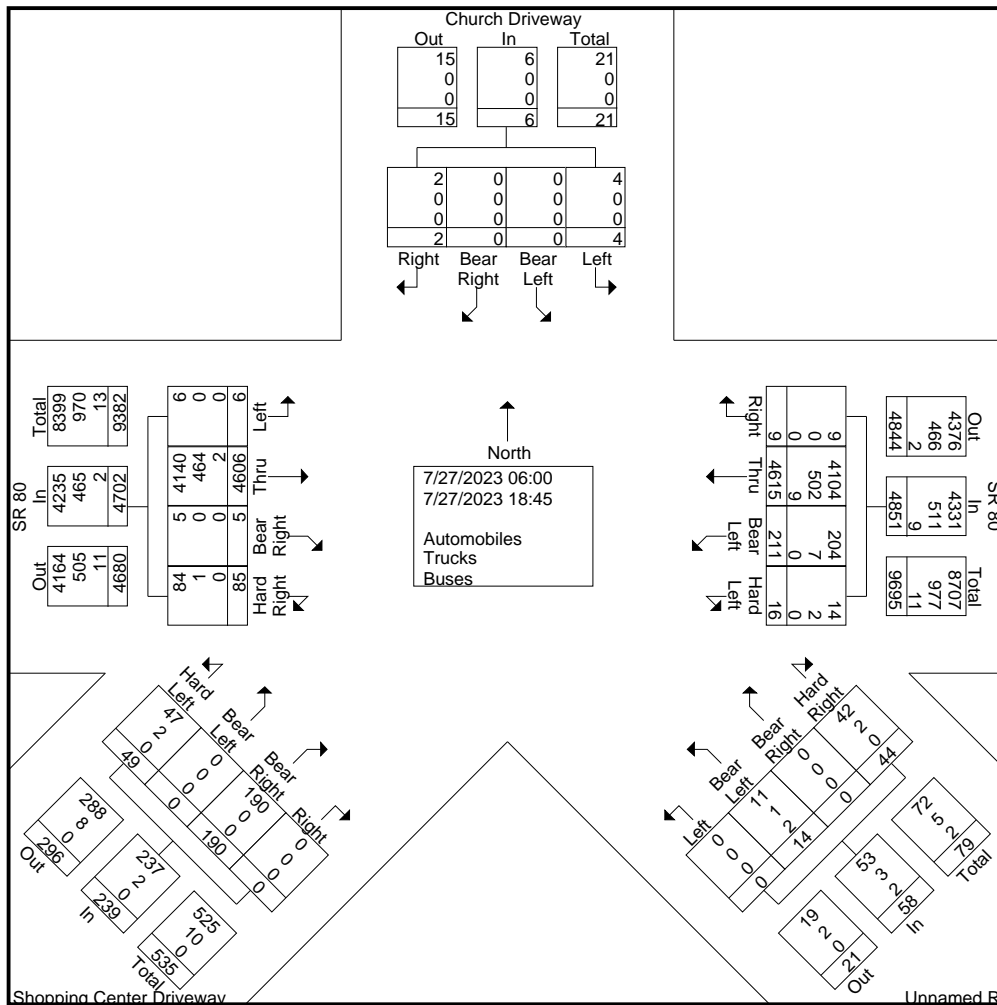 Church Driveway
Out In Total
15 6 21
0 0 0
0 0 0
15 6 21
2 0 0 4
0 0 0 0
0 0 0 0
2 0 0 4
Right Bear Right Bear Left Left
SR 80
Total
8399
970
13
9382
In
4235
465
2
4702
Out
4164
505
11
4680
6 0 0 6
Left
4140 464 2 4606
Thru
5 0 0 5
Bear Right
84 1 0 85
Hard Right
North
7/27/2023 06:00
7/27/2023 18:45
Automobiles
Trucks
Buses
Right
9 0 0 9
Thru
4104 502 9 4615
Bear Left
204 7 0 211
Hard Left
14 2 0 16
SR 80
Out
4376
466
2
4844
In
4331
511
9
4851
Total
8707
977
11
9695
Hard Left
47 2 0 49
Bear Left
0 0 0 0
Bear Right
190 0 0 190
Right
0 0 0 0
288 8 0 296
Out
237 2 0 239
In
525 10 0 535
Total
Shopping Center Driveway
Left
0 0 0 0
Bear Left
11 1 2 14
Bear Right
0 0 0 0
Hard Right
42 2 0 44
19 2 0 21
Out
53 3 2 58
In
72 5 2 79
Total
Unnamed R